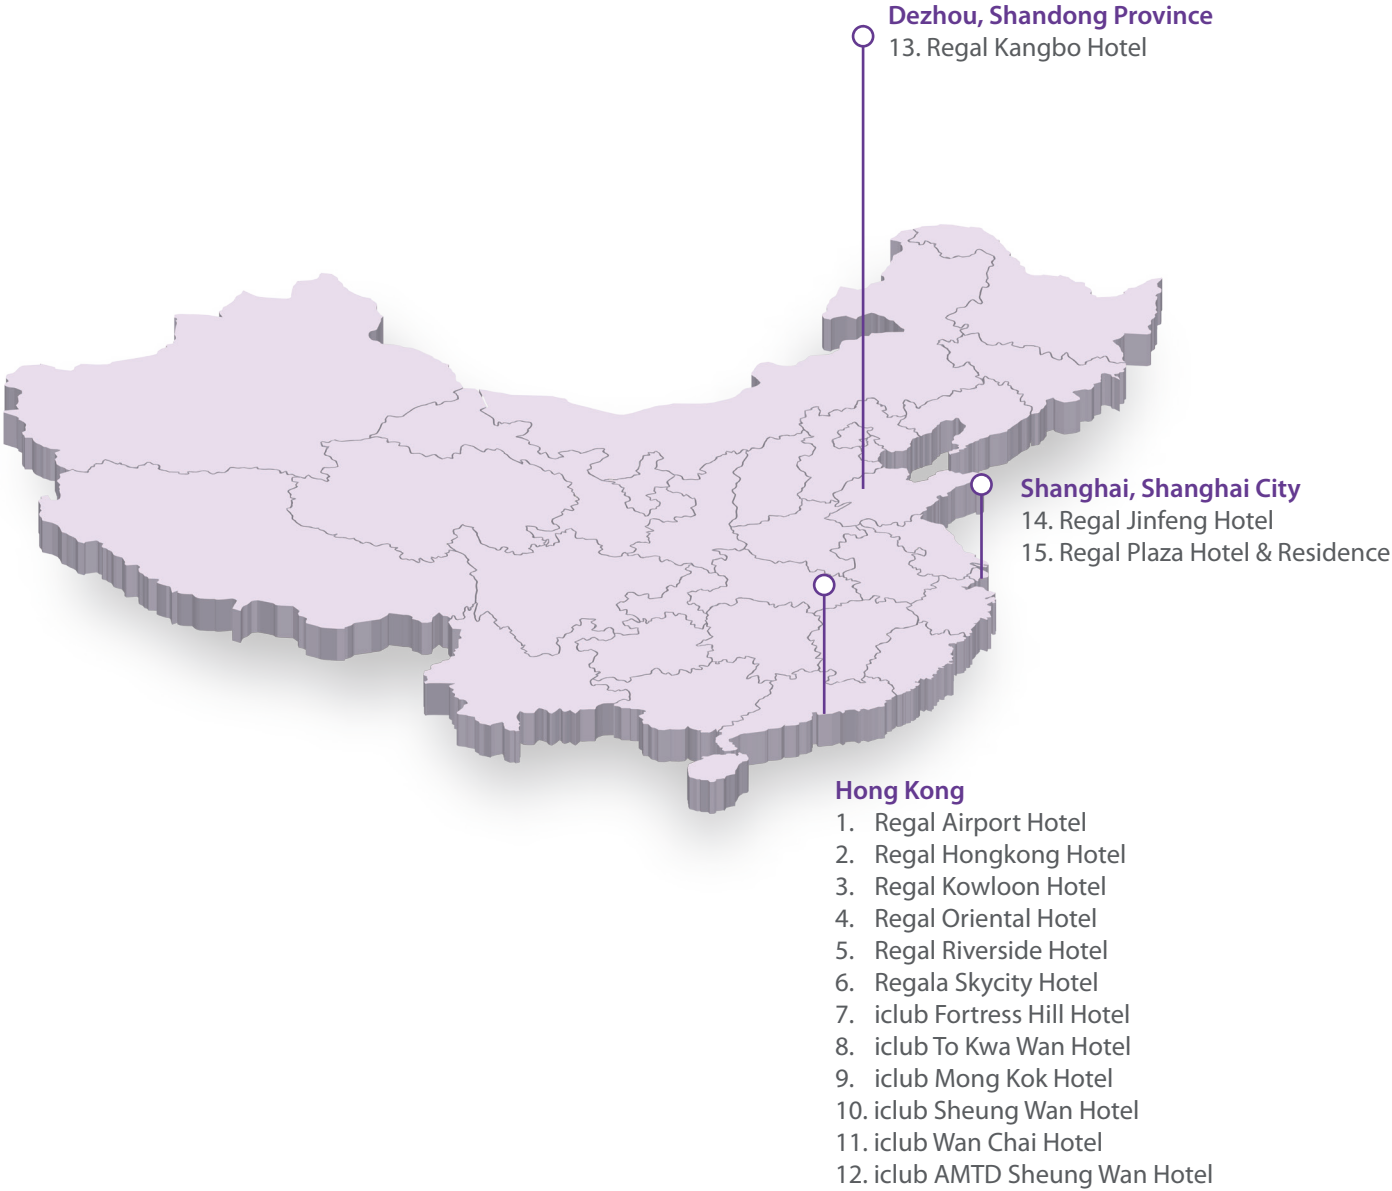 Dezhou, Shandong Province
13. Regal Kangbo Hotel
Shanghai, Shanghai City
14. Regal Jinfeng Hotel
15. Regal Plaza Hotel & Residence
Hong Kong
1. Regal Airport Hotel
2. Regal Hongkong Hotel
3. Regal Kowloon Hotel
4. Regal Oriental Hotel
5. Regal Riverside Hotel
6. Regala Skycity Hotel
7. iclub Fortress Hill Hotel
8. iclub To Kwa Wan Hotel
9. iclub Mong Kok Hotel
10. iclub Sheung Wan Hotel
11. iclub Wan Chai Hotel
12. iclub AMTD Sheung Wan Hotel